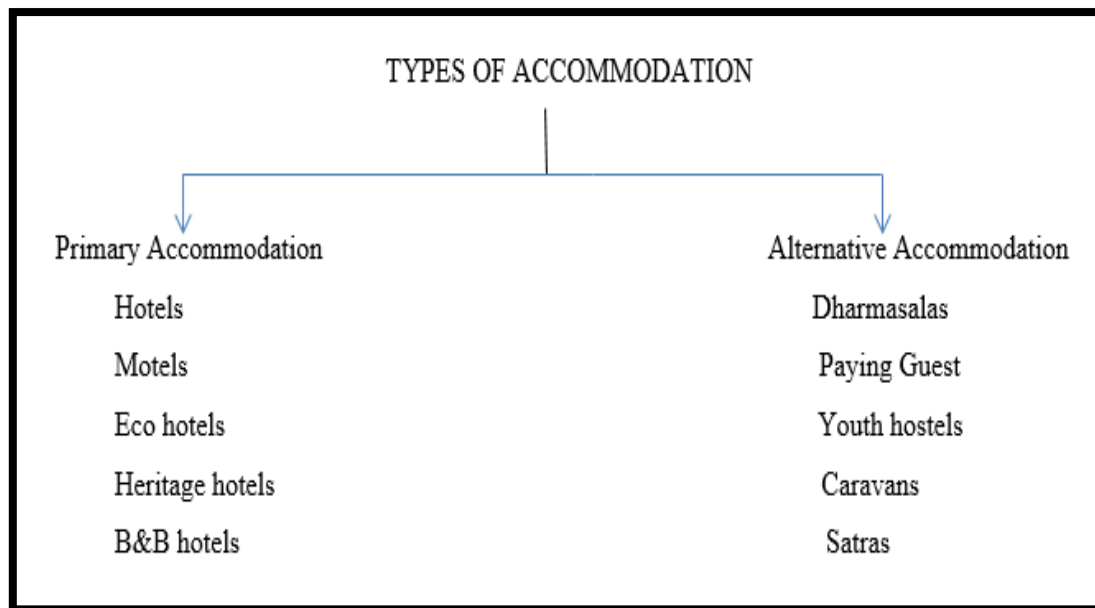 TYPES OF ACCOMMODATION
Primary Accommodation
Hotels
Motels
Eco hotels
Heritage hotels
B&B hotels
Alternative Accommodation
Dharmasalas
Paying Guest
Youth hostels
Caravans
Satras